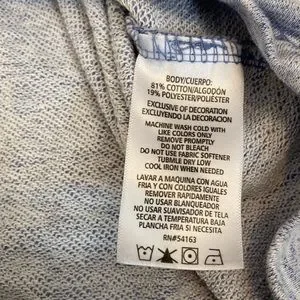 BODY/CUERPO:
81% COTTON/ALGODÓN
19% POLYESTER/POLIÉSTER
EXCLUSIVE OF DECORATION
EXCLUYENDO LA DECORACION
MACHINE WASH COLD WITH
LIKE COLORS ONLY
REMOVE PROMPTLY
DO NOT BLEACH
DO NOT USE FABRIC SOFTENER
TUMBLE DRY LOW
COOL IRON WHEN NEEDED
LAVAR A MAQUINA CON AGUA
FRIA Y CON COLORES IGUALES
REMOVER RAPIDAMENTE
NO USAR BLANQUEADOR
NO USAR SUAVISADOR DE TELA
SECAR A TEMPERATURA BAJA
PLANCHA FRIA SI NECESITA
RN#54163